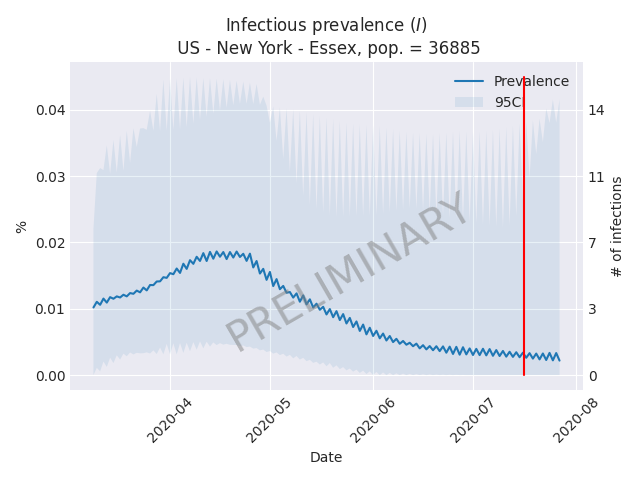 Infectious prevalence (I)
US - New York - Essex, pop. = 36885
Prevalence
95CI
0.04
0.03
0.02
0.01
0.00
%
14
11
7
3
0
# of infections
PRELIMINARY
2020-04
2020-05
2020-06
2020-07
2020-08
Date